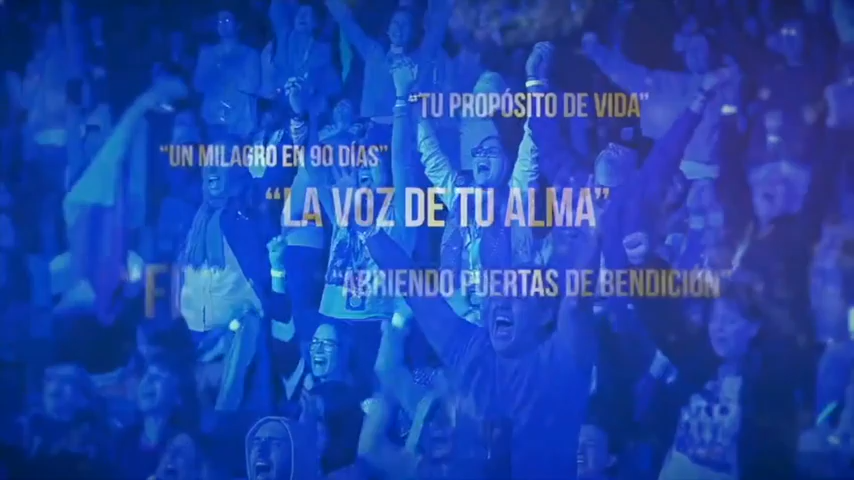 “TU PROPÓSITO DE VIDA”
“UN MILAGRO EN 90 DÍAS”
“LA VOZ DE TU ALMA”
“ABRIENDO PUERTAS DE BENDICIÓN”